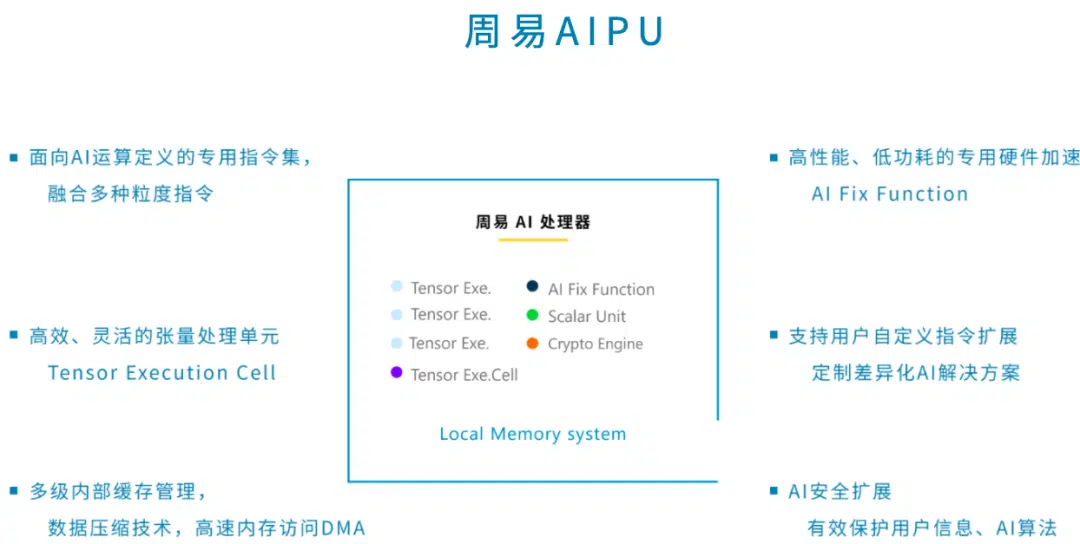 周易AIPU
面向AI运算定义的专用指令集，
融合多种粒度指令
高效、灵活的张量处理单元
Tensor Execution Cell
多级内部缓存管理，
数据压缩技术，高速内存访问DMA
周易 AI 处理器
Tensor Exe.
Tensor Exe.
Tensor Exe.
Tensor Exe.Cell
AI Fix Function
Scalar Unit
Crypto Engine
Local Memory system
高性能、低功耗的专用硬件加速
AI Fix Function
支持用户自定义指令扩展
定制差异化AI解决方案
AI安全扩展
有效保护用户信息、AI算法